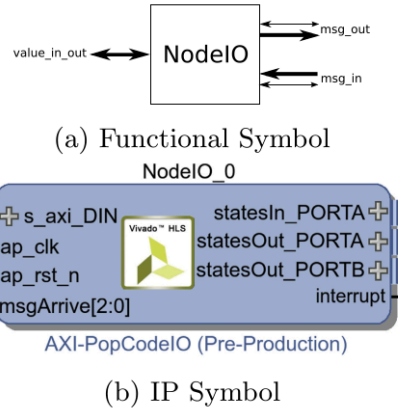 value_in_out
NodeIO
msg_out
msg_in
(a) Functional Symbol
NodeIO_0
s_axi_DIN
ap_clk
ap_rst_n
msgArrive[2:0]
Vivado™ HLS
statesIn_PORTA
statesOut_PORTA
statesOut_PORTB
interrupt
AXI-PopCodeIO (Pre-Production)
(b) IP Symbol